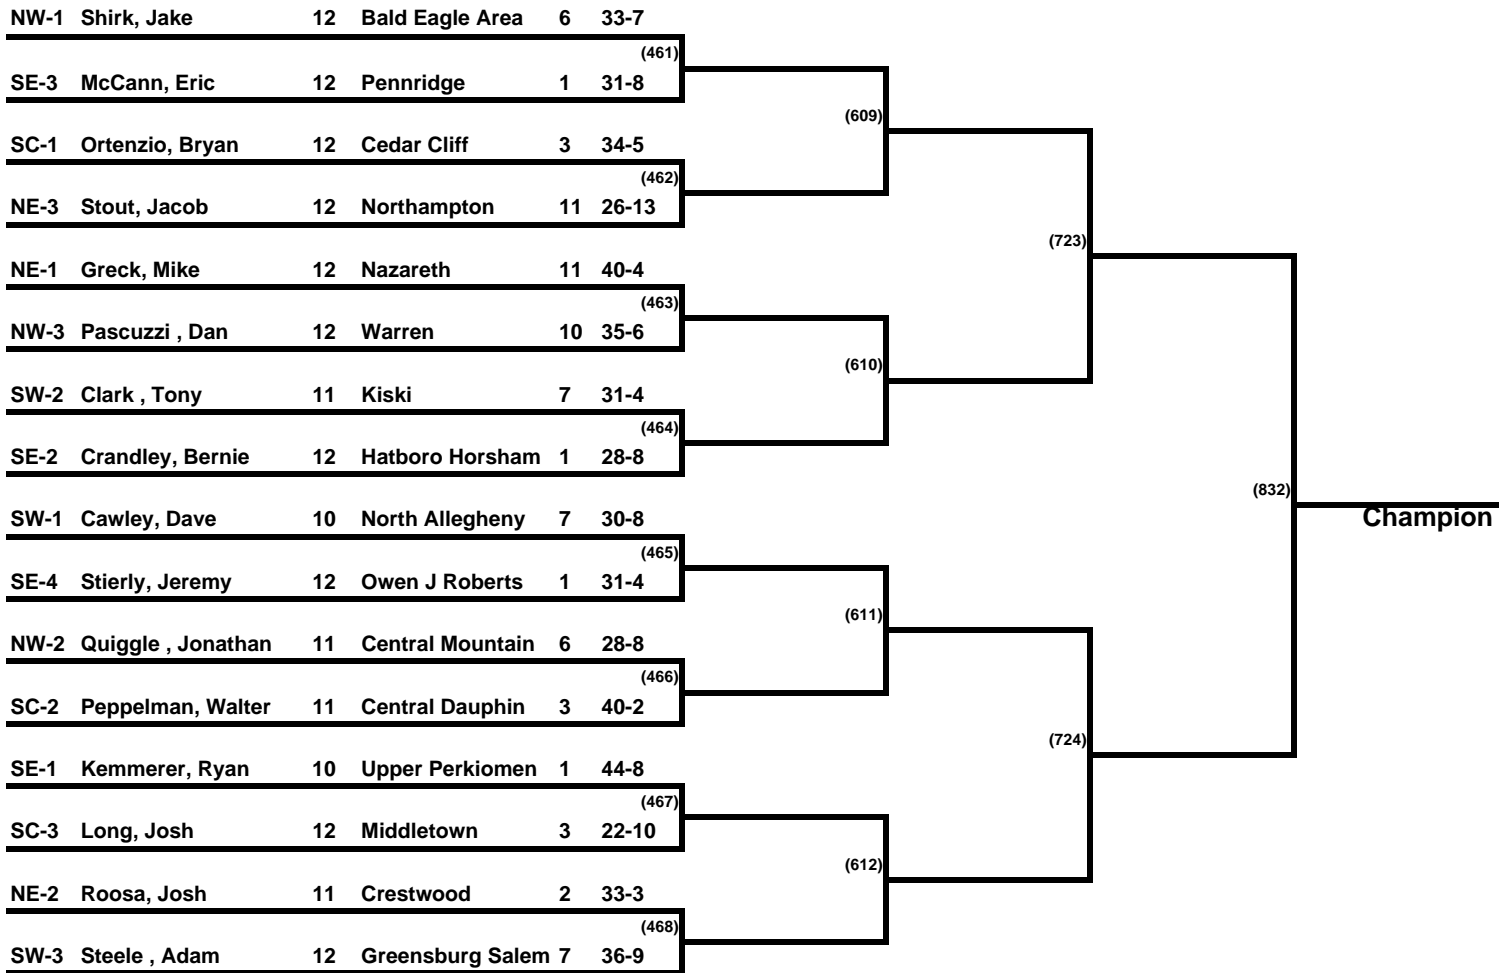 NW-1 Shirk, Jake 12 Bald Eagle Area 6 33-7
(461)
SE-3 McCann, Eric 12 Pennridge 1 31-8
(609)
SC-1 Ortenzio, Bryan 12 Cedar Cliff 3 34-5
(462)
NE-3 Stout, Jacob 12 Northampton 11 26-13
(723)
NE-1 Greck, Mike 12 Nazareth 11 40-4
(463)
NW-3 Pascuzzi , Dan 12 Warren 10 35-6
(610)
SW-2 Clark , Tony 11 Kiski 7 31-4
(464)
SE-2 Crandley, Bernie 12 Hatboro Horsham 1 28-8
(832)
SW-1 Cawley, Dave 10 North Allegheny 7 30-8
Champion
(465)
SE-4 Stierly, Jeremy 12 Owen J Roberts 1 31-4
(611)
NW-2 Quiggle , Jonathan 11 Central Mountain 6 28-8
(466)
SC-2 Peppelman, Walter 11 Central Dauphin 3 40-2
(724)
SE-1 Kemmerer, Ryan 10 Upper Perkiomen 1 44-8
(467)
SC-3 Long, Josh 12 Middletown 3 22-10
(612)
NE-2 Roosa, Josh 11 Crestwood 2 33-3
(468)
SW-3 Steele , Adam 12 Greensburg Salem 7 36-9